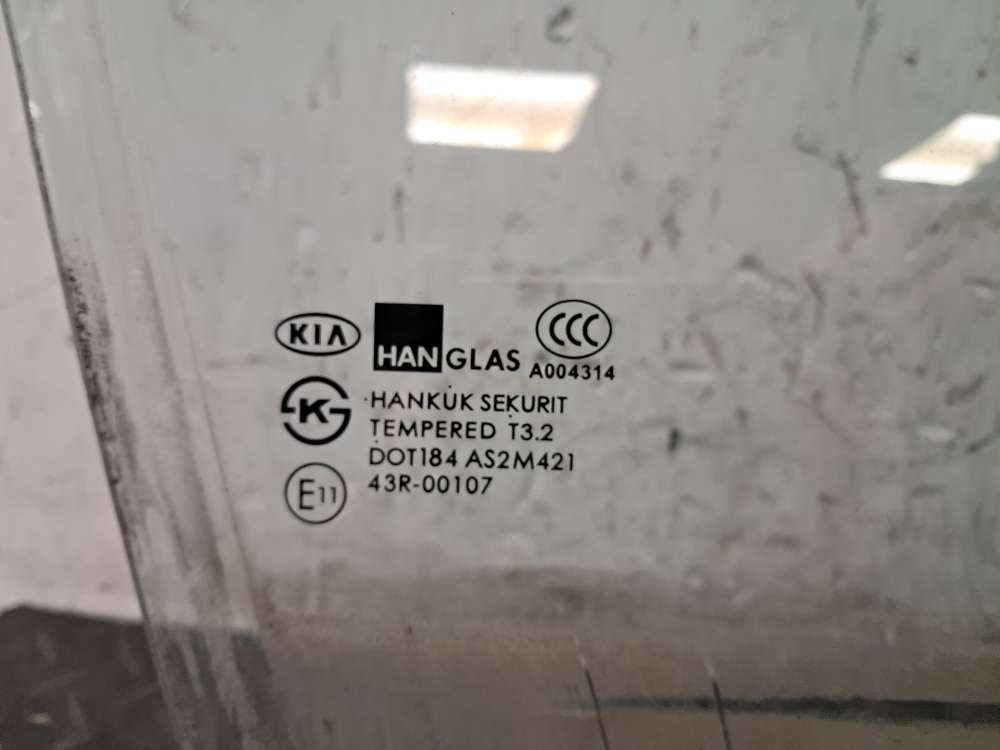 KIA HANGLAS CCC
A004314
K HANKUK SEKURIT
TEMPERED T3.2
DOT184 AS2M421
E11 43R-00107